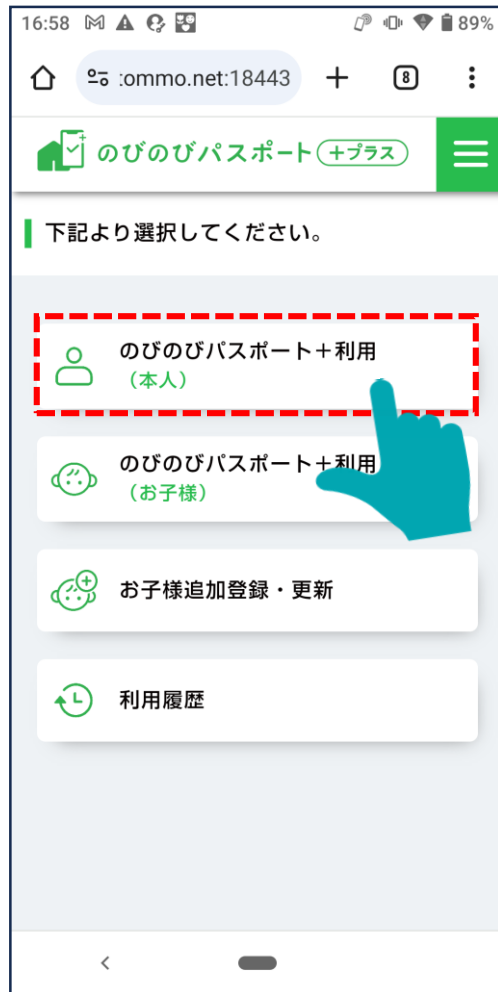 16:58 89%
:ommo.net:18443 8
のびのびパスポート +プラス
下記より選択してください。
のびのびパスポート+利用
(本人)
のびのびパスポート+利用
(お子様)
お子様追加登録・更新
利用履歴